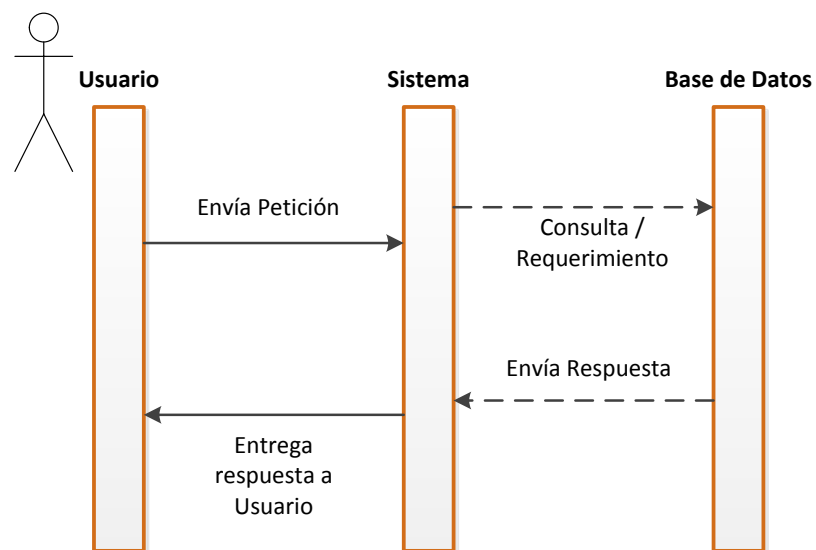 Usuario
Sistema
Base de Datos
Envía Petición
Consulta /
Requerimiento
Envía Respuesta
Entrega
respuesta a
Usuario